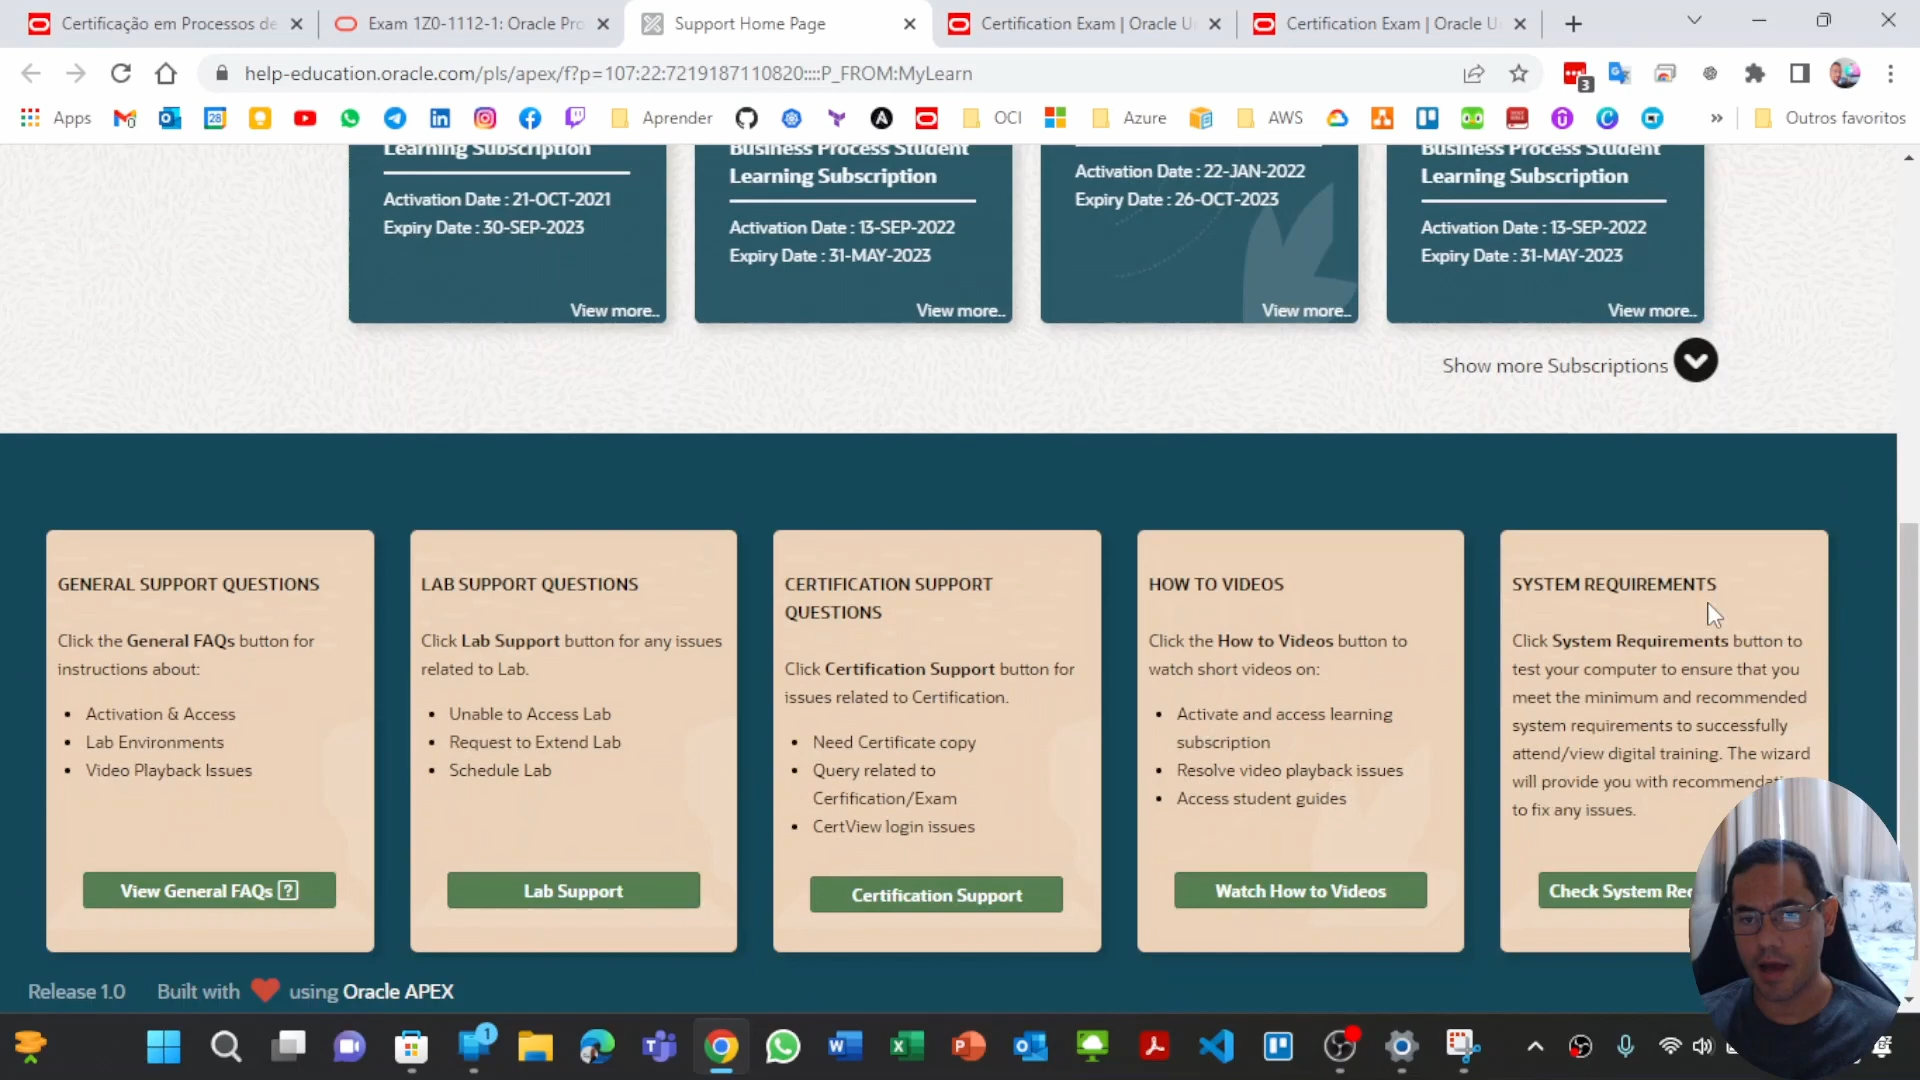 Certificação em Processos de
Exam 1Z0-1112-1: Oracle Pro
Support Home Page
Certification Exam | Oracle U
Certification Exam | Oracle U
help-education.oracle.com/pls/apex/f?p=107:22:7219187110820::::P_FROM:MyLearn
3
Apps
28
Aprender
OCI
Azure
AWS
Outros favoritos
Learning Subscription
Activation Date : 21-OCT-2021
Expiry Date : 30-SEP-2023
View more..
Business Process Student
Learning Subscription
Activation Date : 13-SEP-2022
Expiry Date : 31-MAY-2023
View more..
Activation Date : 22-JAN-2022
Expiry Date : 26-OCT-2023
View more..
Business Process Student
Learning Subscription
Activation Date : 13-SEP-2022
Expiry Date : 31-MAY-2023
View more..
Show more Subscriptions
GENERAL SUPPORT QUESTIONS
Click the General FAQs button for
instructions about:
• Activation & Access
• Lab Environments
• Video Playback Issues
View General FAQs ?
LAB SUPPORT QUESTIONS
Click Lab Support button for any issues
related to Lab.
• Unable to Access Lab
• Request to Extend Lab
• Schedule Lab
Lab Support
CERTIFICATION SUPPORT
QUESTIONS
Click Certification Support button for
issues related to Certification.
• Need Certificate copy
• Query related to
Cerfification/Exam
• CertView login issues
Certification Support
HOW TO VIDEOS
Click the How to Videos button to
watch short videos on:
• Activate and access learning
subscription
• Resolve video playback issues
• Access student guides
Watch How to Videos
SYSTEM REQUIREMENTS
Click System Requirements button to
test your computer to ensure that you
meet the minimum and recommended
system requirements to successfully
attend/view digital training. The wizard
will provide you with recommendati
to fix any issues.
Check System Req
Release 1.0
Built with
using Oracle APEX
1